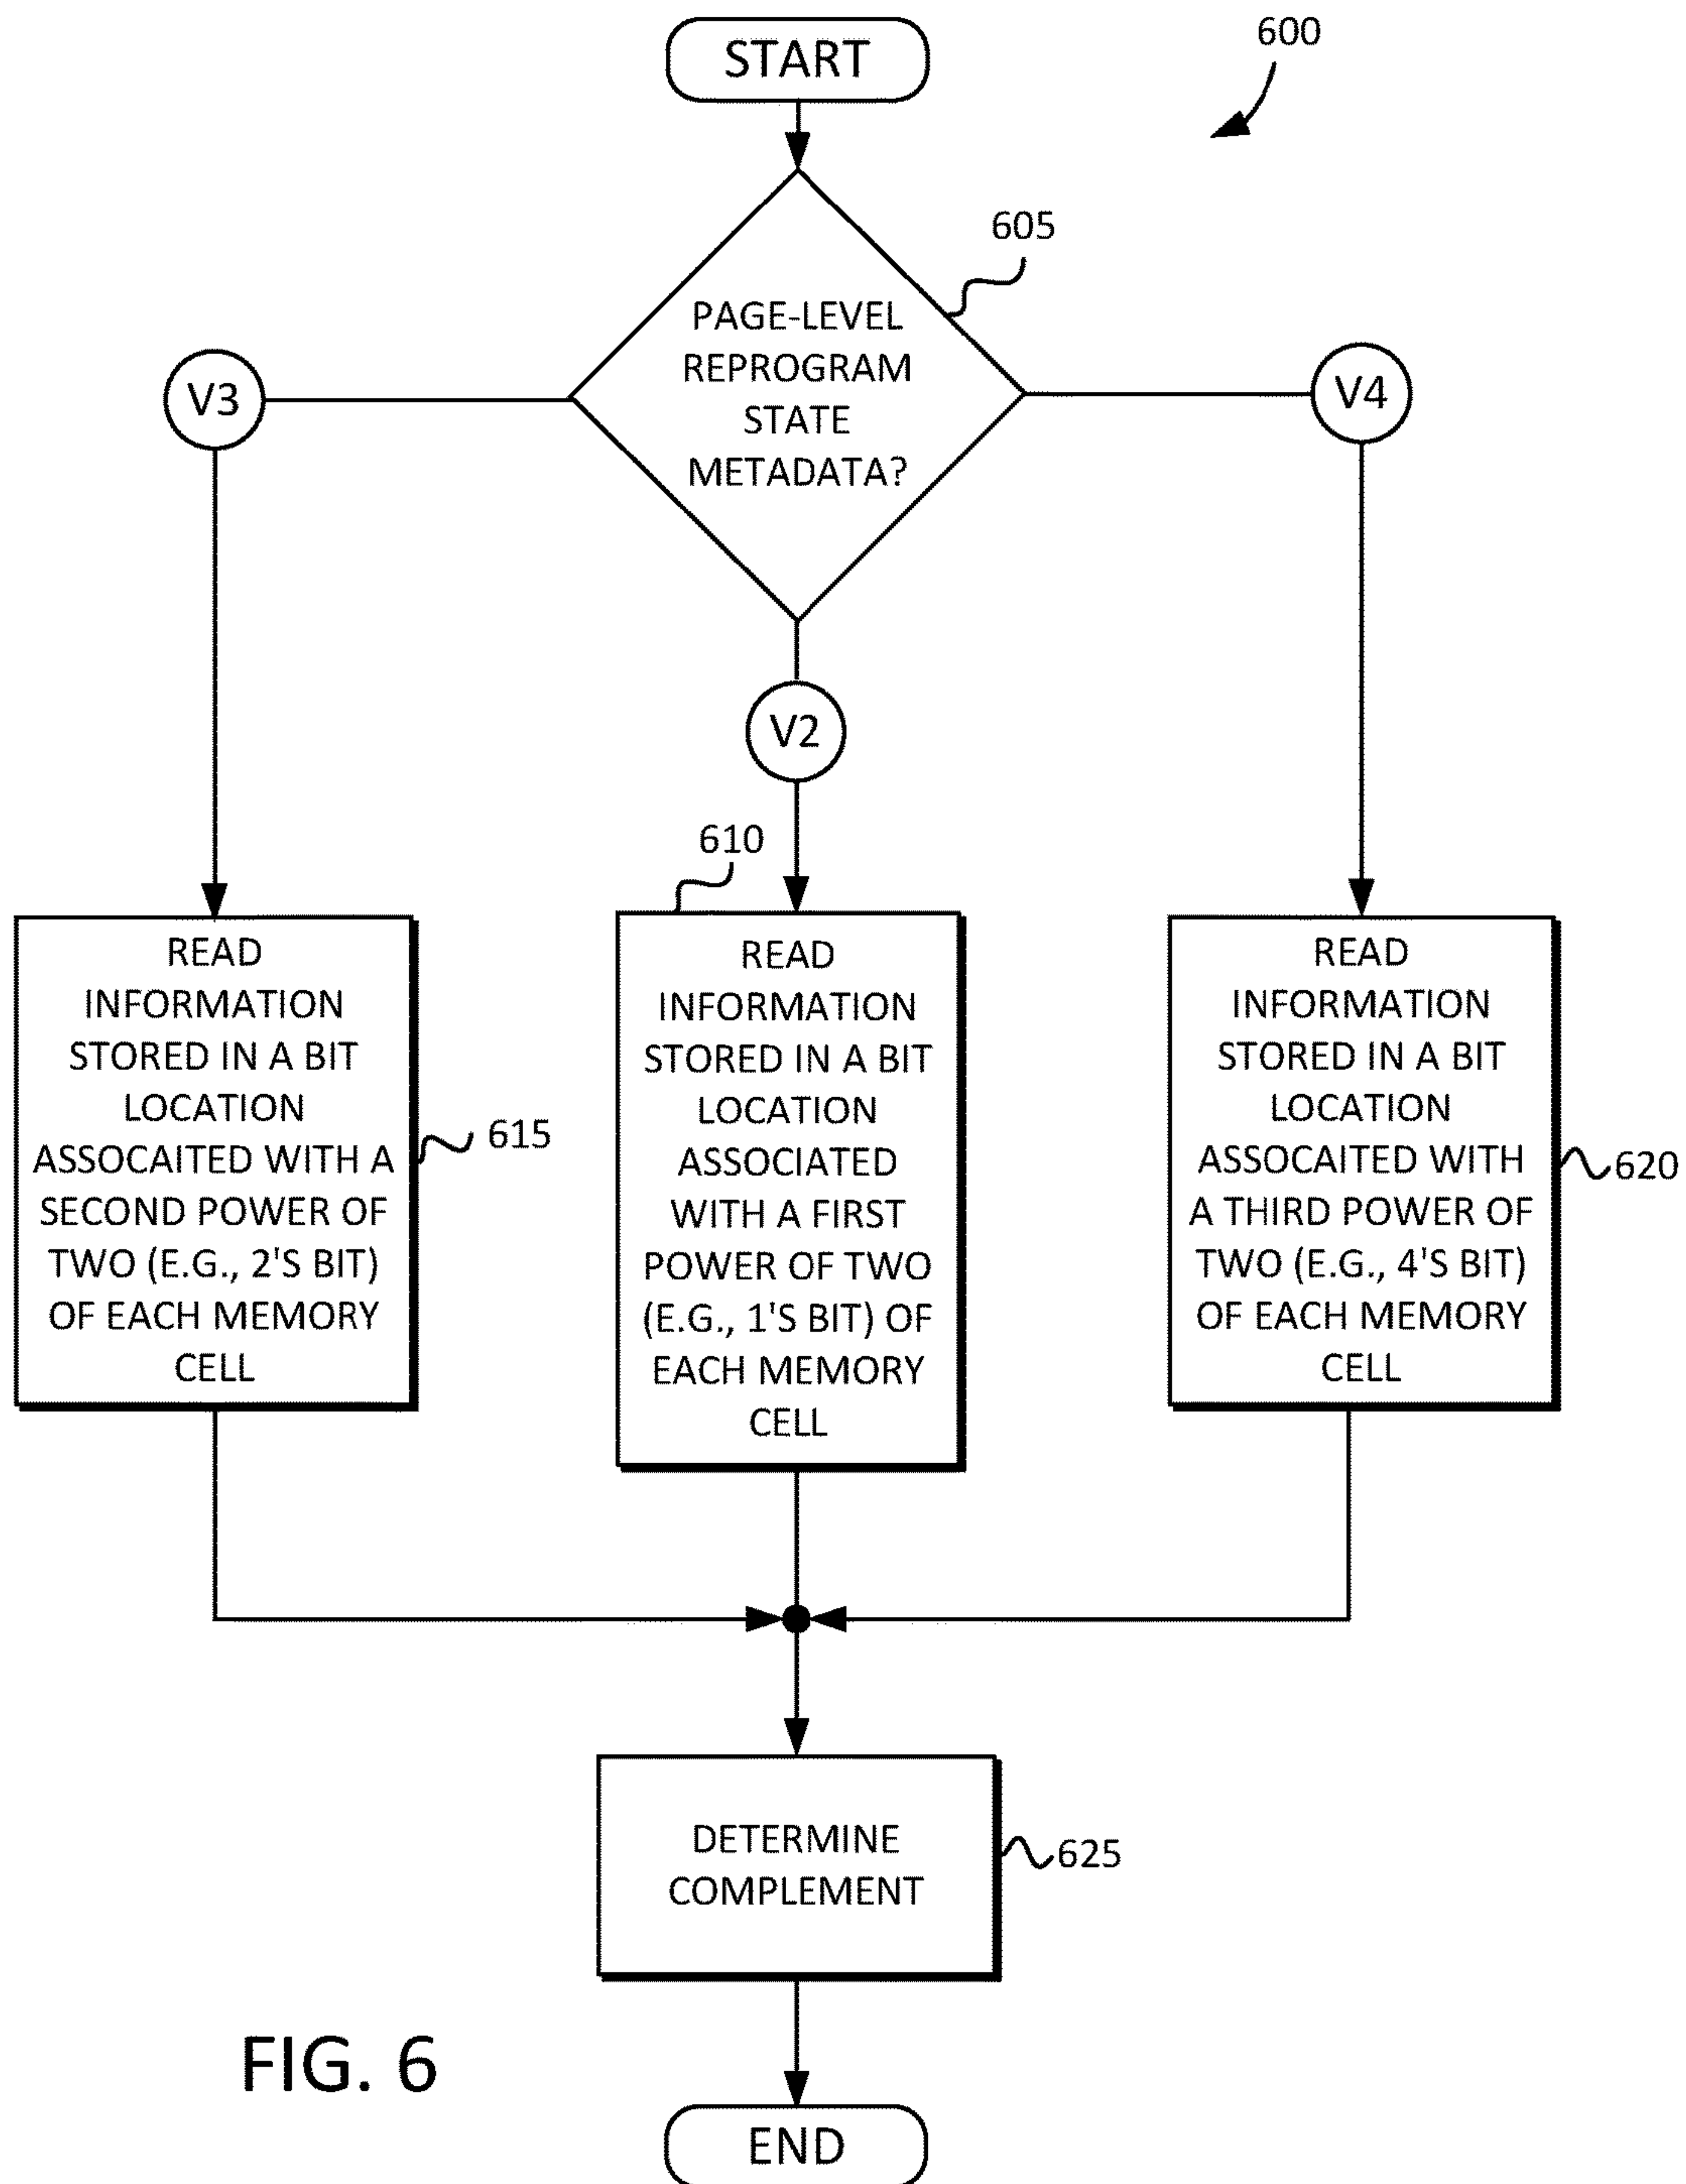 START
600
605
PAGE-LEVEL
REPROGRAM
STATE
METADATA?
V3
V4
V2
610
READ
INFORMATION
STORED IN A BIT
LOCATION
ASSOCAITED WITH A
SECOND POWER OF
TWO (E.G., 2'S BIT)
OF EACH MEMORY
CELL
615
READ
INFORMATION
STORED IN A BIT
LOCATION
ASSOCIATED
WITH A FIRST
POWER OF TWO
(E.G., 1'S BIT) OF
EACH MEMORY
CELL
READ
INFORMATION
STORED IN A BIT
LOCATION
ASSOCAITED WITH
A THIRD POWER OF
TWO (E.G., 4'S BIT)
OF EACH MEMORY
CELL
620
DETERMINE
COMPLEMENT
625
FIG. 6
END